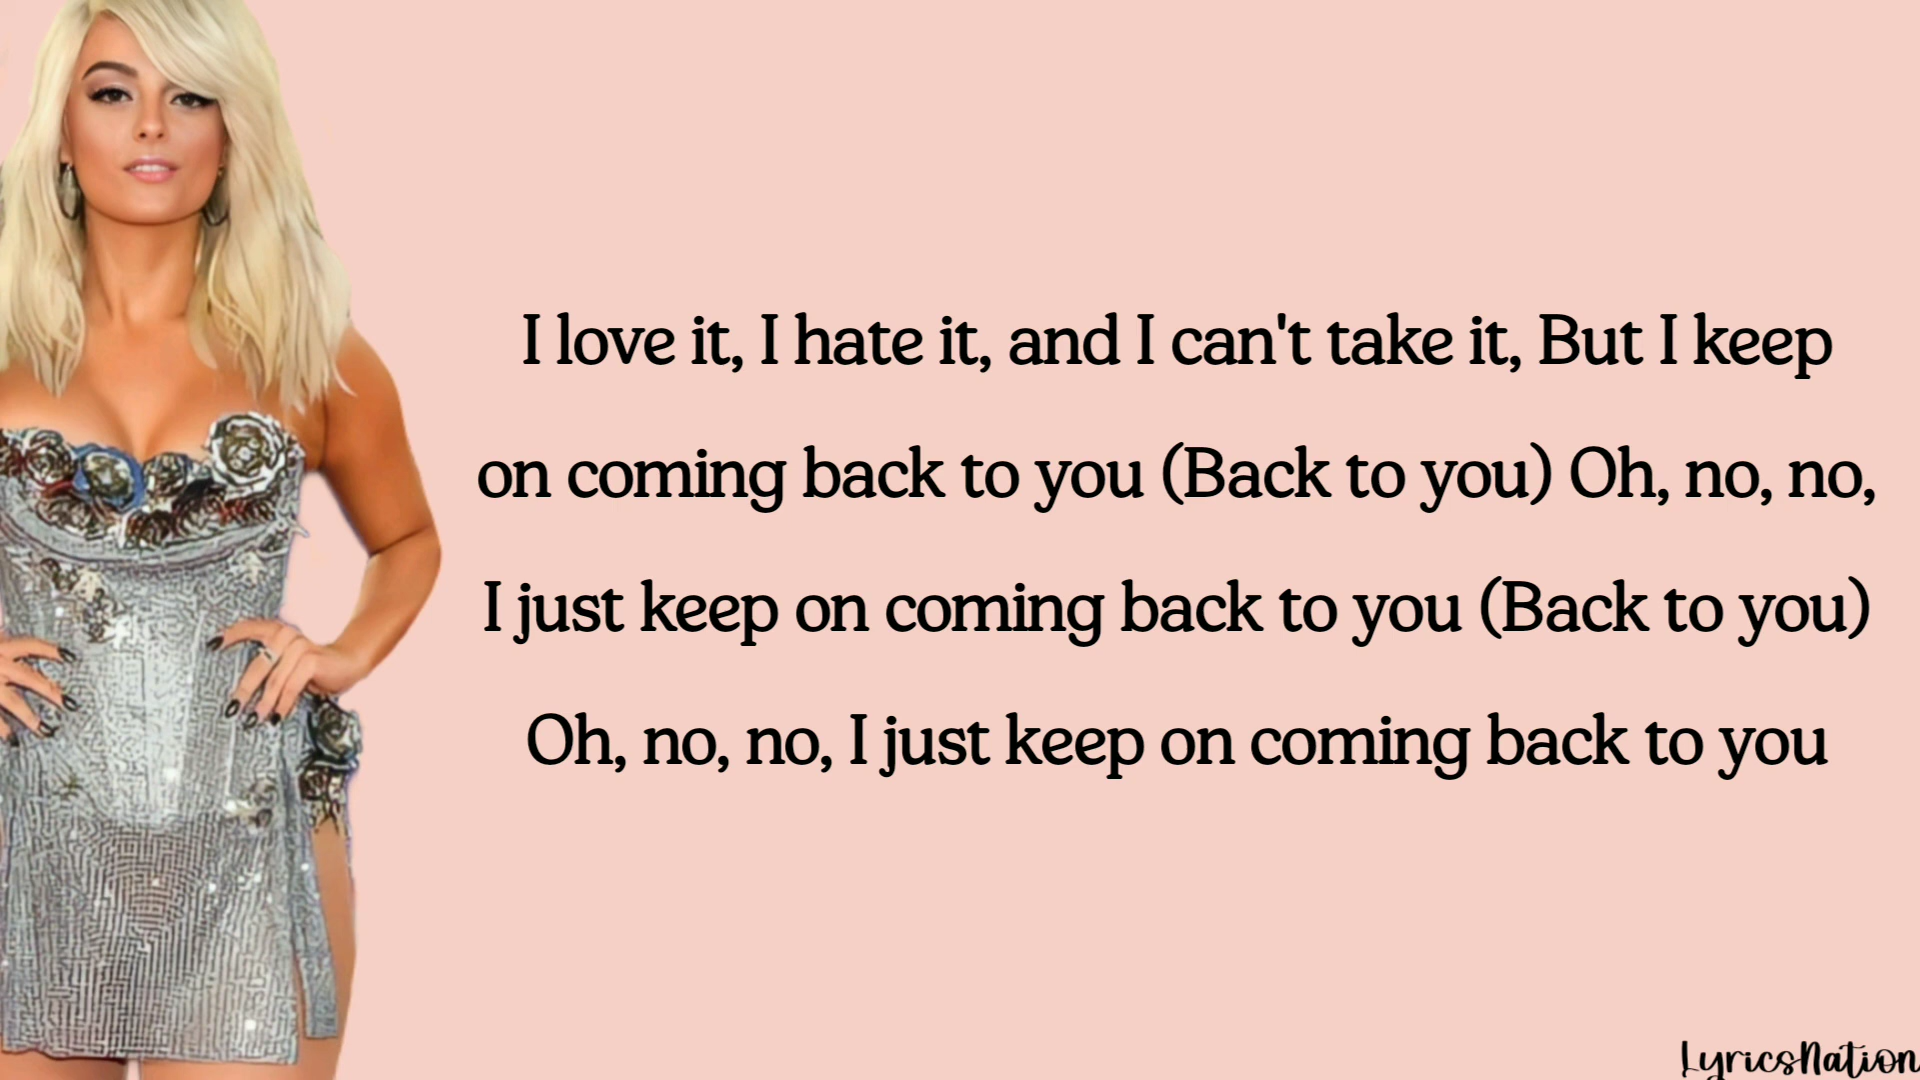 I love it, I hate it, and I can't take it, But I keep
on coming back to you (Back to you) Oh, no, no,
I just keep on coming back to you (Back to you)
Oh, no, no, I just keep on coming back to you
LyricsNation